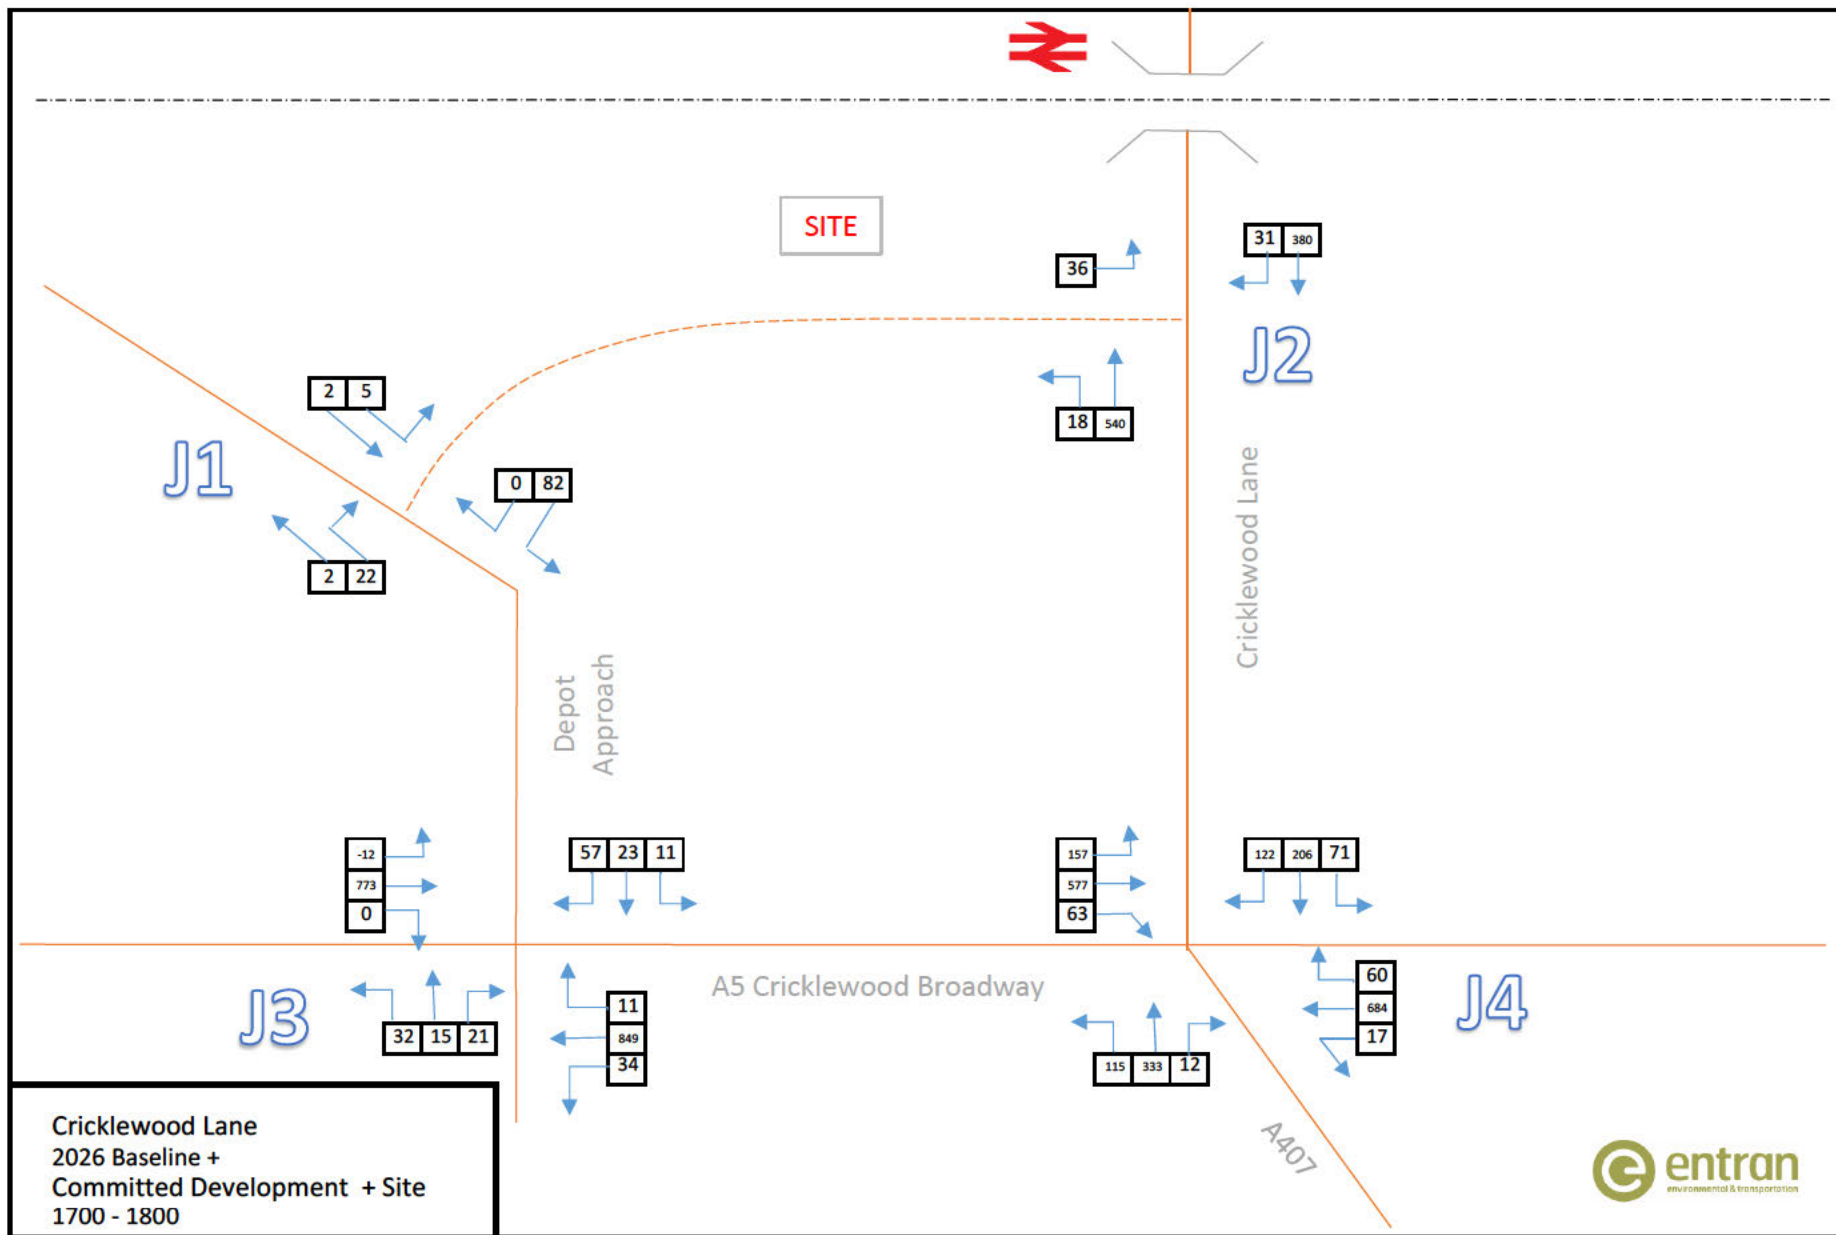 SITE
31 380
36
J2
2 5
18 540
J1
0 82
Cricklewood Lane
2 22
Depot
Approach
-12
773
0
57 23 11
157
577
63
122 206 71
A5 Cricklewood Broadway
J3
32 15 21
11
849
34
115 333 12
60
684
17
J4
A407
Cricklewood Lane
2026 Baseline +
Committed Development + Site
1700 - 1800
e entran
environmental & transportation